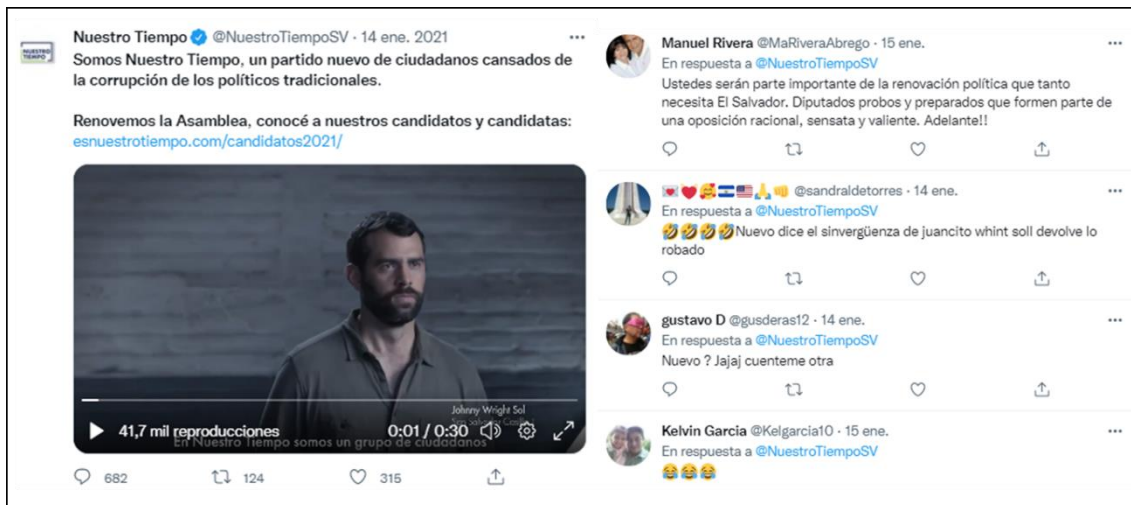 NUESTRO
TIEMPO
Nuestro Tiempo @NuestroTiempoSV · 14 ene. 2021
Somos Nuestro Tiempo, un partido nuevo de ciudadanos cansados de
la corrupción de los políticos tradicionales.
Renovemos la Asamblea, conocé a nuestros candidatos y candidatas:
esnuestrotiempo.com/candidatos2021/
Johnny Wright Sol
41,7 mil reproducciones
0:01 / 0:30
En Nuestro Tiempo somos un grupo de ciudadanos
682 124 315
Manuel Rivera @MaRiveraAbrego · 15 ene.
En respuesta a @NuestroTiempoSV
Ustedes serán parte importante de la renovación política que tanto
necesita El Salvador. Diputados probos y preparados que formen parte de
una oposición racional, sensata y valiente. Adelante!!
💌❤️🥰🇸🇻🇺🇸🙏👊 @sandraldetorres · 14 ene.
En respuesta a @NuestroTiempoSV
🤣🤣🤣🤣Nuevo dice el sinvergüenza de juancito whint soll devolve lo
robado
gustavo D @gusderas12 · 14 ene.
En respuesta a @NuestroTiempoSV
Nuevo ? Jajaj cuenteme otra
Kelvin Garcia @Kelgarcia10 · 15 ene.
En respuesta a @NuestroTiempoSV
😂😂😂